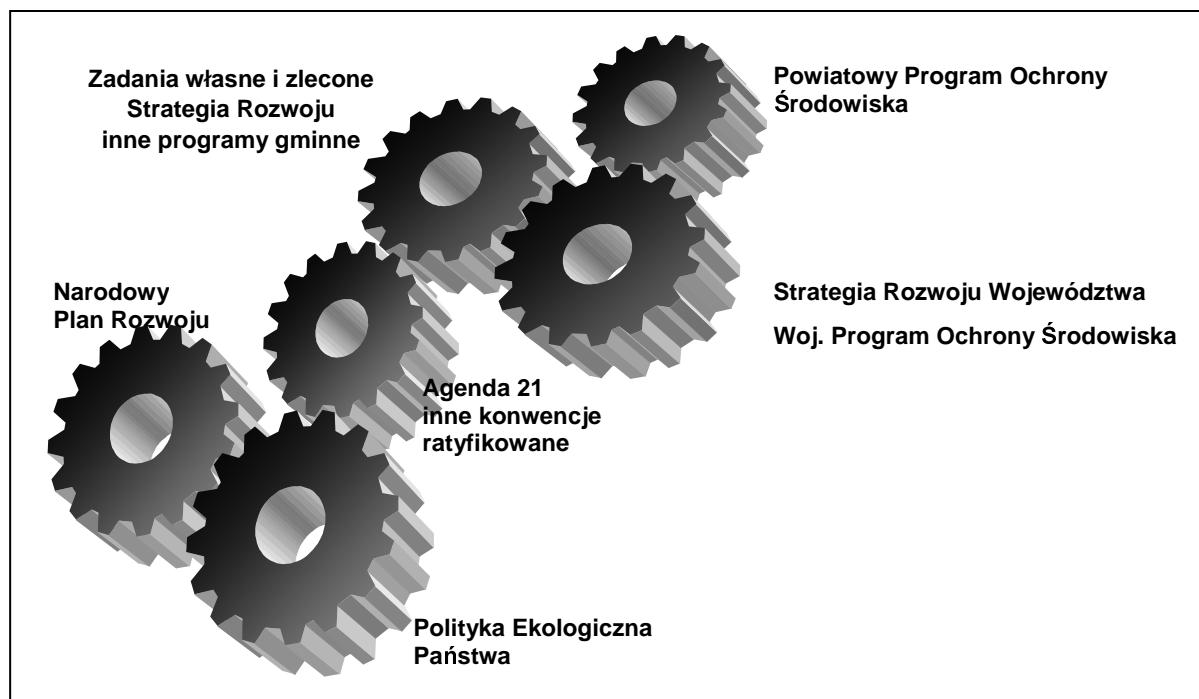 Zadania własne i zlecone
Strategia Rozwoju
inne programy gminne
Powiatowy Program Ochrony
Środowiska
Narodowy
Plan Rozwoju
Strategia Rozwoju Województwa
Woj. Program Ochrony Środowiska
Agenda 21
inne konwencje
ratyfikowane
Polityka Ekologiczna
Państwa